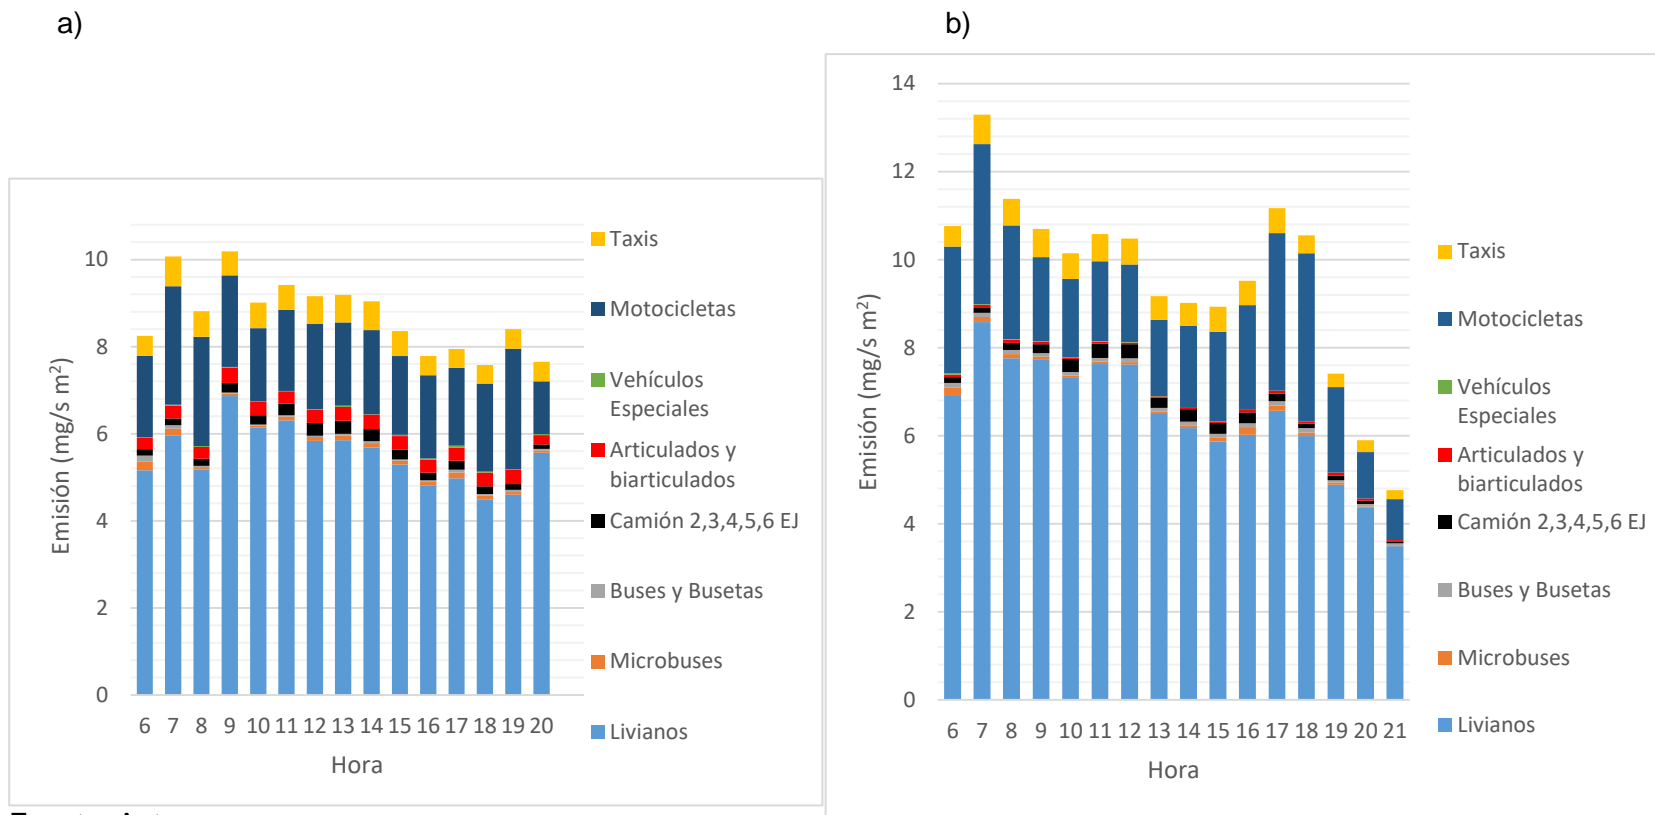 a)
b)
Emisión (mg/s m²)
10
8
6
4
2
0
6 7 8 9 10 11 12 13 14 15 16 17 18 19 20
Hora
Taxis
Motocicletas
Vehículos
Especiales
Articulados y
biarticulados
Camión 2,3,4,5,6 EJ
Buses y Busetas
Microbuses
Livianos
Emisión (mg/s m²)
14
12
10
8
6
4
2
0
6 7 8 9 10 11 12 13 14 15 16 17 18 19 20 21
Hora
Taxis
Motocicletas
Vehículos
Especiales
Articulados y
biarticulados
Camión 2,3,4,5,6 EJ
Buses y Busetas
Microbuses
Livianos